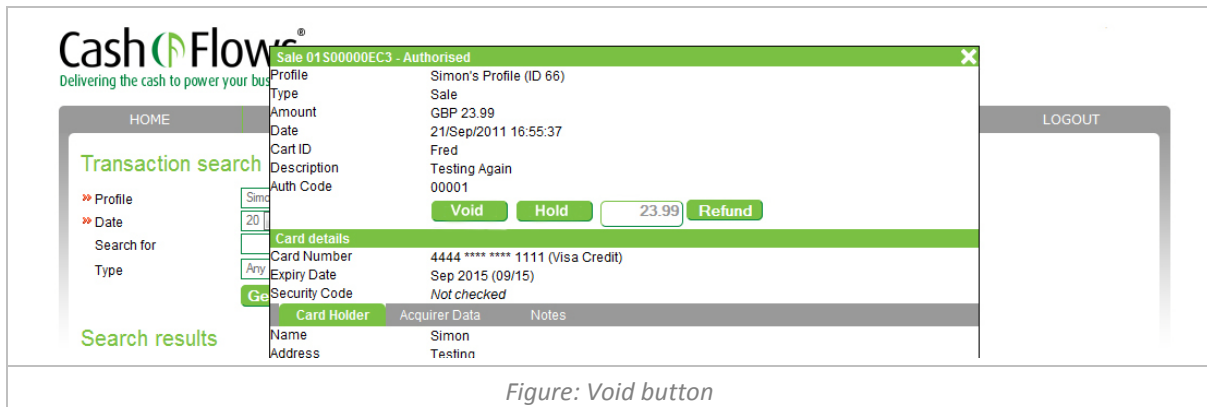 Cash Flows®
Delivering the cash to power your bus
HOME
LOGOUT
Transaction search
Profile
Simo
Date
20
Search for
Type
Any
Ge
Search results
Sale 01S00000EC3 - Authorised
Profile Simon's Profile (ID 66)
Type Sale
Amount GBP 23.99
Date 21/Sep/2011 16:55:37
Cart ID Fred
Description Testing Again
Auth Code 00001
Void Hold 23.99 Refund
Card details
Card Number 4444 **** **** 1111 (Visa Credit)
Expiry Date Sep 2015 (09/15)
Security Code Not checked
Card Holder Acquirer Data Notes
Name Simon
Address Testing
Figure: Void button